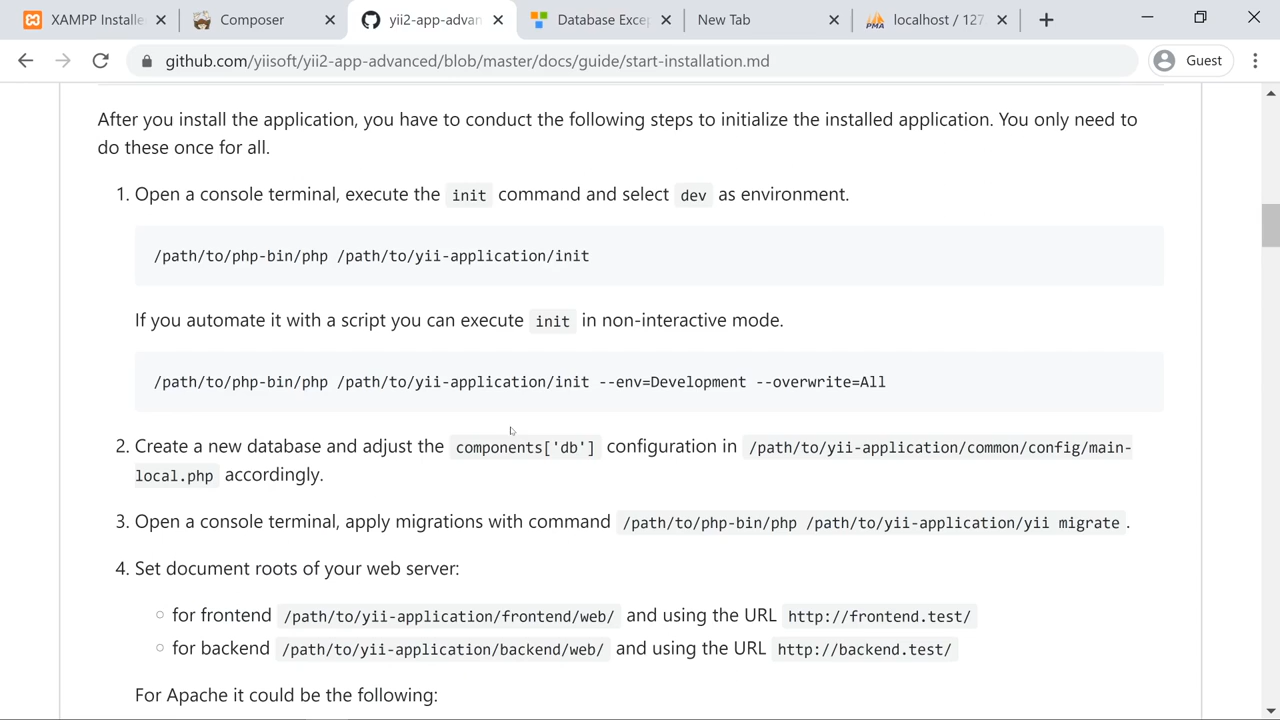 XAMPP Installe
Composer
yii2-app-advan
Database Excep
New Tab
localhost / 127
github.com/yiisoft/yii2-app-advanced/blob/master/docs/guide/start-installation.md
Guest
After you install the application, you have to conduct the following steps to initialize the installed application. You only need to
do these once for all.
1. Open a console terminal, execute the init command and select dev as environment.
/path/to/php-bin/php /path/to/yii-application/init
If you automate it with a script you can execute init in non-interactive mode.
/path/to/php-bin/php /path/to/yii-application/init --env=Development --overwrite=All
2. Create a new database and adjust the components['db'] configuration in /path/to/yii-application/common/config/main-
local.php accordingly.
3. Open a console terminal, apply migrations with command /path/to/php-bin/php /path/to/yii-application/yii migrate .
4. Set document roots of your web server:
for frontend /path/to/yii-application/frontend/web/ and using the URL http://frontend.test/
for backend /path/to/yii-application/backend/web/ and using the URL http://backend.test/
For Apache it could be the following: